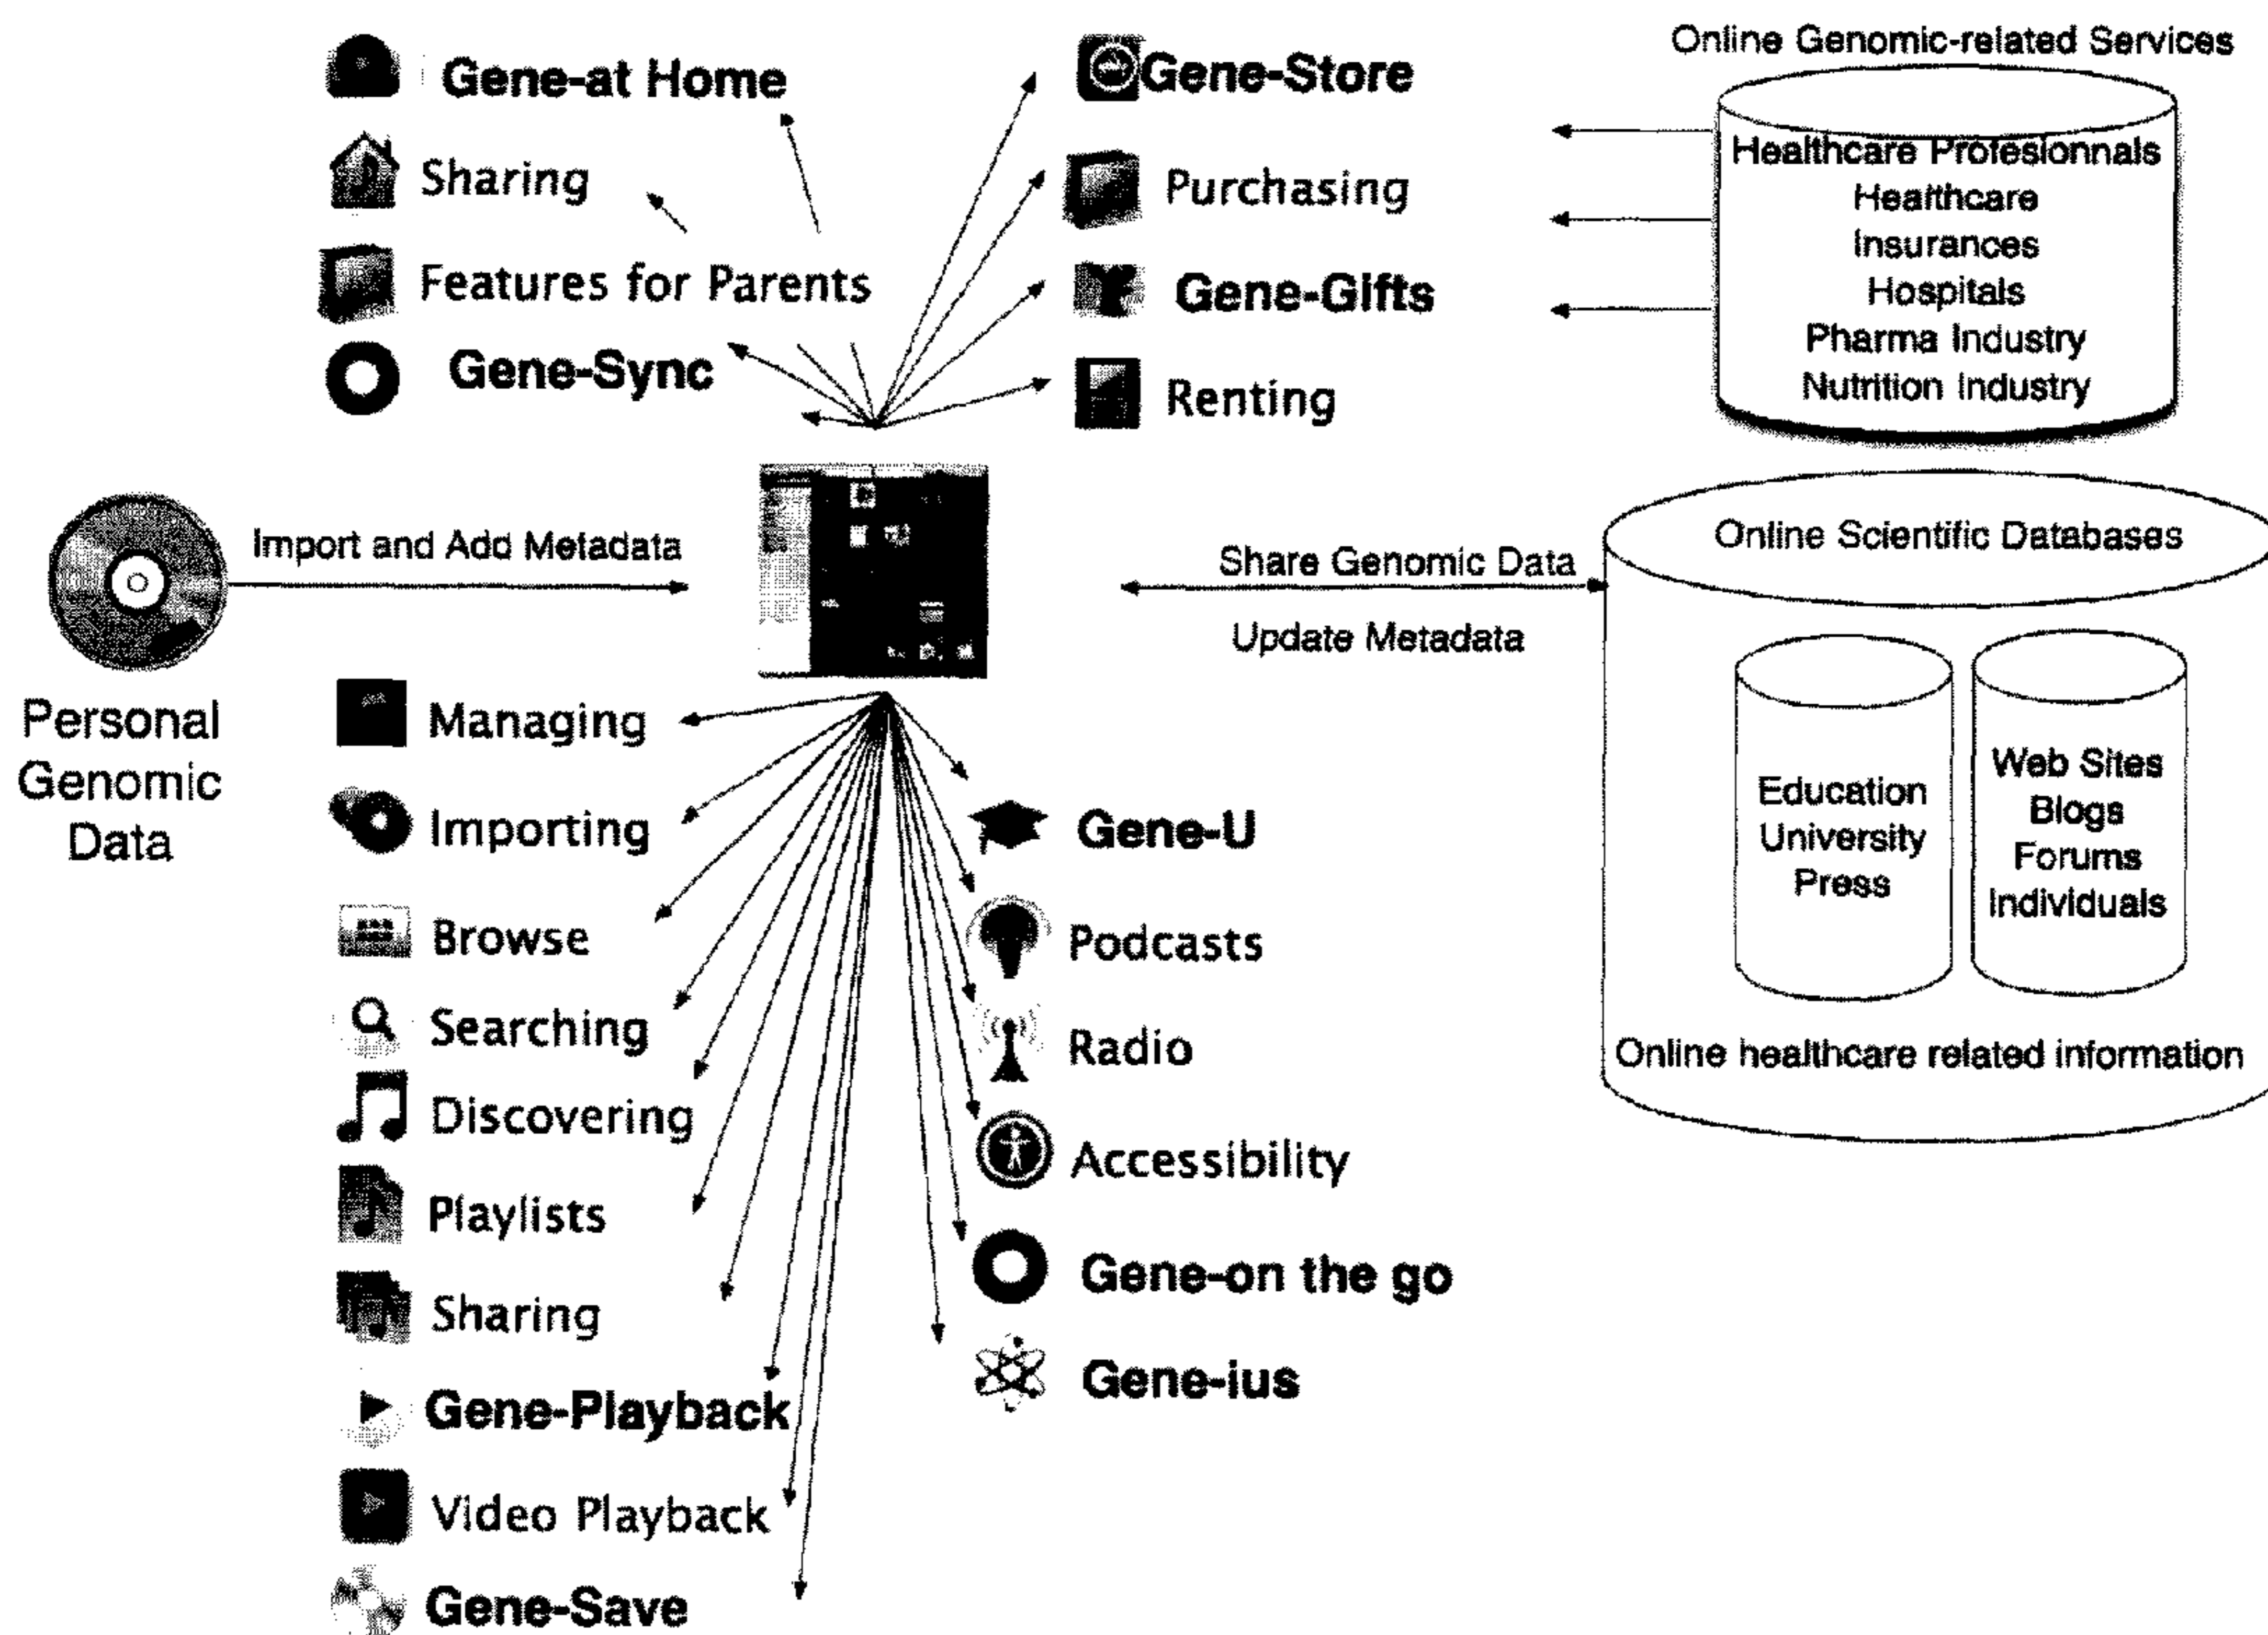 Gene-at Home
Sharing
Features for Parents
Gene-Sync
Gene-Store
Purchasing
Gene-Gifts
Renting
Online Genomic-related Services
Healthcare Profesionnals
Healthcare
Insurances
Hospitals
Pharma Industry
Nutrition Industry
Import and Add Metadata
Personal
Genomic
Data
Share Genomic Data
Update Metadata
Online Scientific Databases
Education
University
Press
Web Sites
Blogs
Forums
Individuals
Online healthcare related information
Managing
Importing
Browse
Searching
Discovering
Playlists
Sharing
Gene-Playback
Video Playback
Gene-Save
Gene-U
Podcasts
Radio
Accessibility
Gene-on the go
Gene-ius